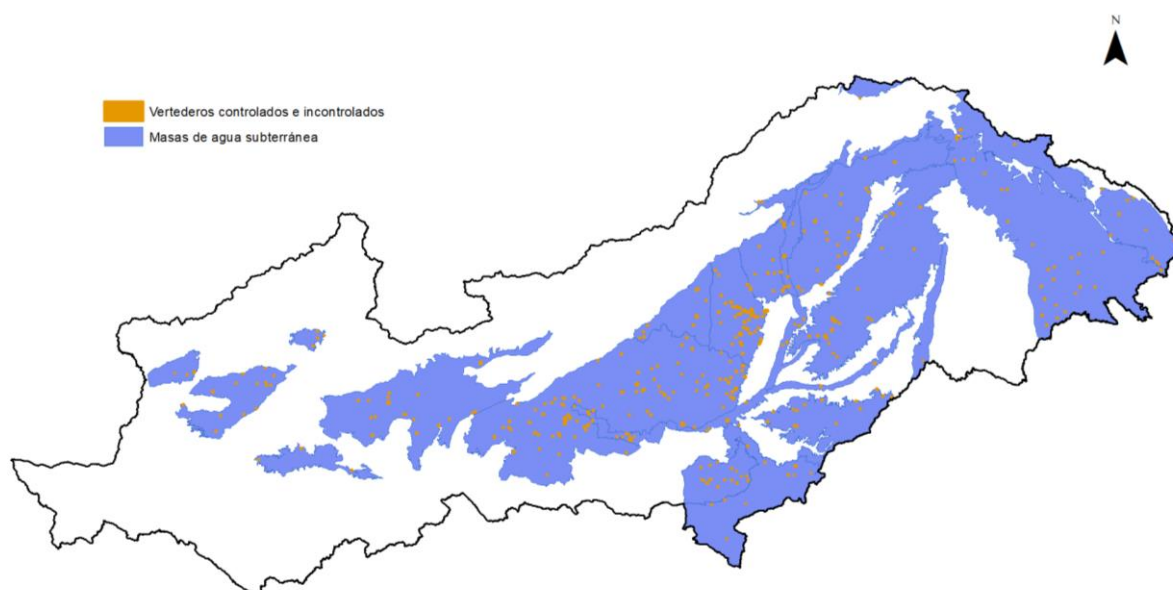 N
Vertederos controlados e incontrolados
Masas de agua subterránea